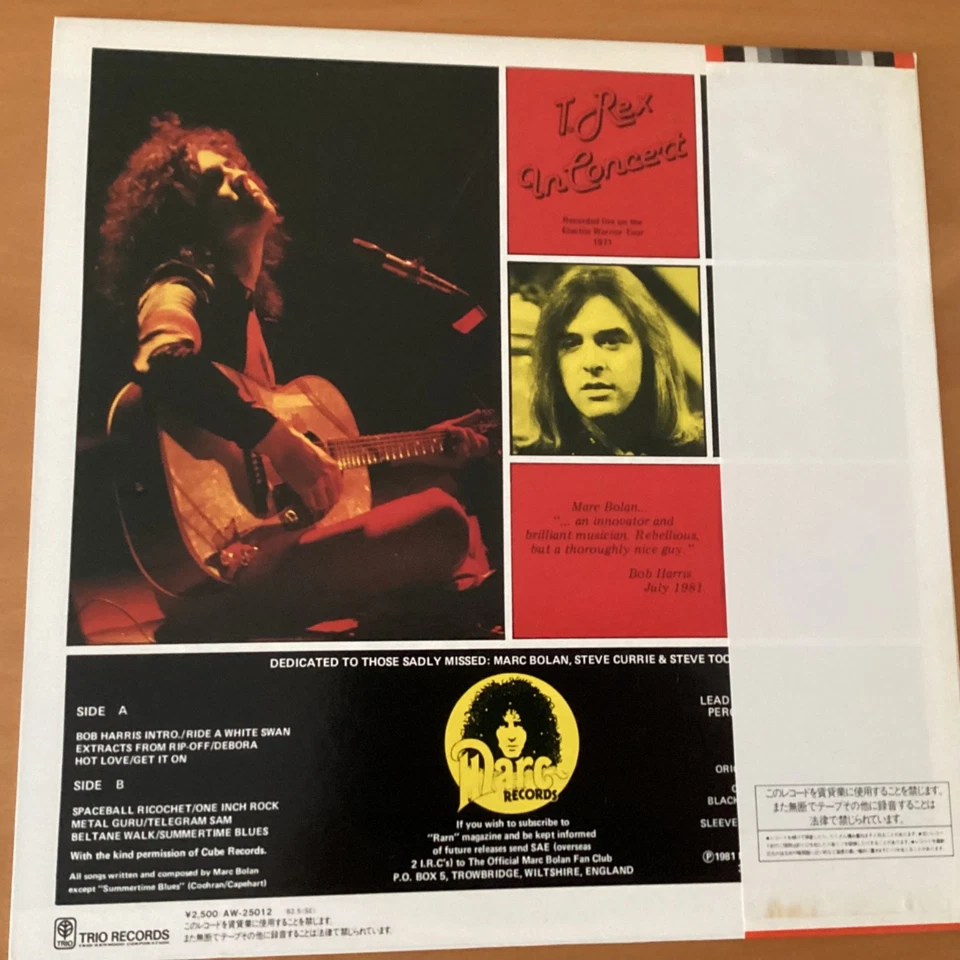 T. Rex
In Concert
Recorded live on the
Electric Warrior Tour
1971
Marc Bolan...
"... an innovator and
brilliant musician. Rebellious,
but a thoroughly nice guy."
Bob Harris
July 1981
DEDICATED TO THOSE SADLY MISSED: MARC BOLAN, STEVE CURRIE & STEVE TOO
SIDE A
BOB HARRIS INTRO./RIDE A WHITE SWAN
EXTRACTS FROM RIP-OFF/DEBORA
HOT LOVE/GET IT ON
SIDE B
SPACEBALL RICOCHET/ONE INCH ROCK
METAL GURU/TELEGRAM SAM
BELTANE WALK/SUMMERTIME BLUES
With the kind permission of Cube Records.
All songs written and composed by Marc Bolan
except "Summertime Blues" (Cochran/Capehart)
Marc
RECORDS
If you wish to subscribe to
"Rarn" magazine and be kept informed
of future releases send SAE (overseas
2 I.R.C's) to The Official Marc Bolan Fan Club
P.O. BOX 5, TROWBRIDGE, WILTSHIRE, ENGLAND
LEAD
PER
ORI
BLACK
SLEEVE
Ⓟ1981
このレコードを賃貸業に使用することを禁じます。
また無断でテープその他に録音することは
法律で禁じられています。
TRIO
TRIO RECORDS
¥2,500 AW-25012
このレコードを賃貸業に使用することを禁じます。
また無断でテープその他に録音することは法律で禁じられています。